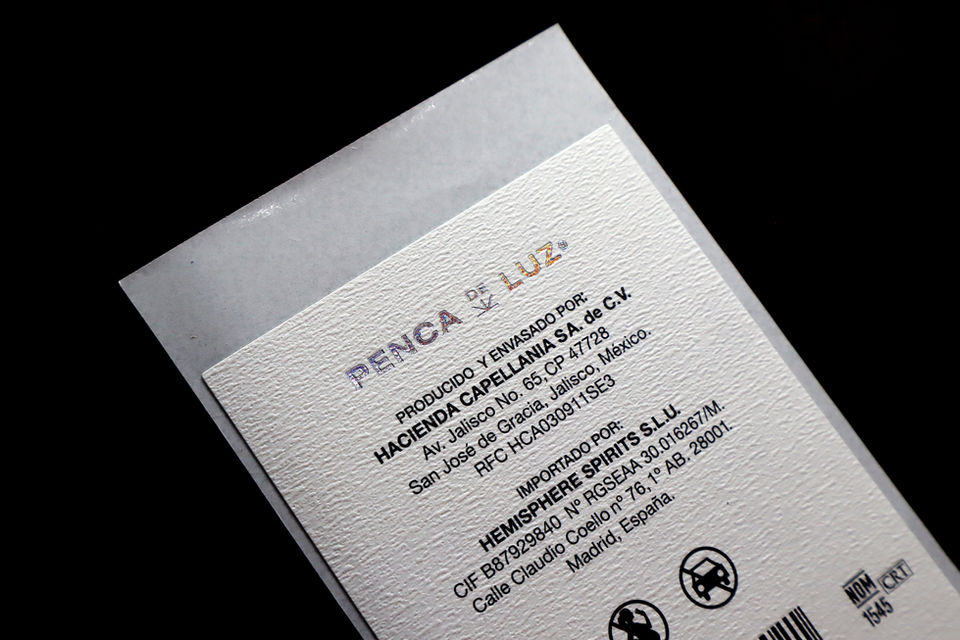 PENCA DE LUZ®
PRODUCIDO Y ENVASADO POR:
HACIENDA CAPELLANIA S.A. de C.V.
Av. Jalisco No. 65, CP 47728
San José de Gracia, Jalisco, México.
RFC HCA030911SE3
IMPORTADO POR:
HEMISPHERE SPIRITS S.L.U.
CIF B87929840 Nº RGSEAA 30.016267/M.
Calle Claudio Coello nº 76, 1º AB. 28001.
Madrid, España.
NOM CRT
1545